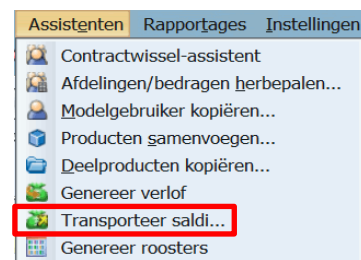 Assistenten Rapportages Instellingen
Contractwissel-assistent
Afdelingen/bedragen herbepalen...
Modelgebruiker kopiëren...
Producten samenvoegen...
Deelproducten kopiëren...
Genereer verlof
Transporteer saldi...
Genereer roosters